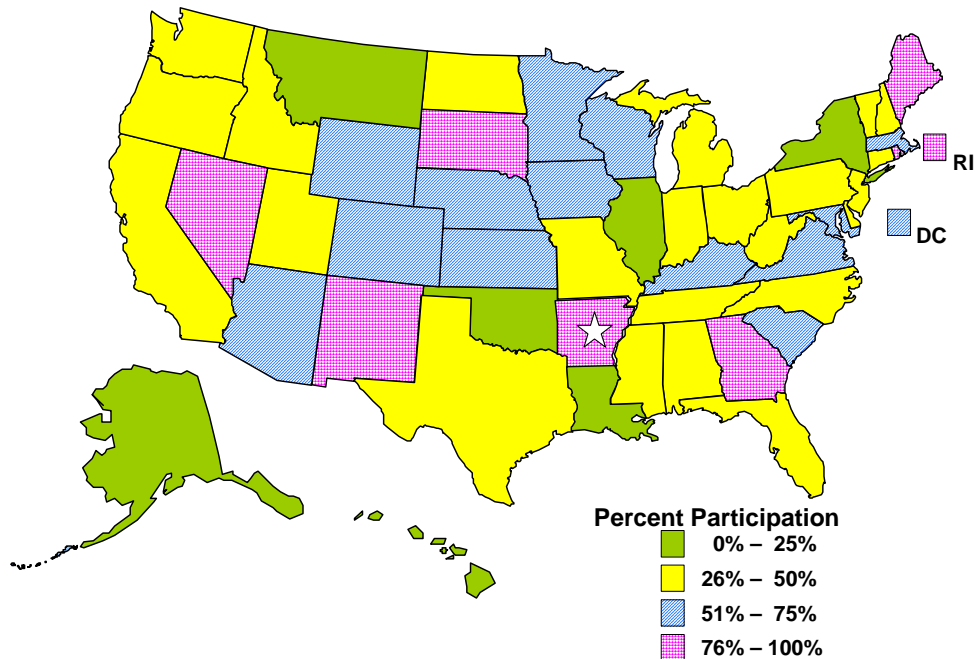 RI
DC
Percent Participation
0% – 25%
26% – 50%
51% – 75%
76% – 100%